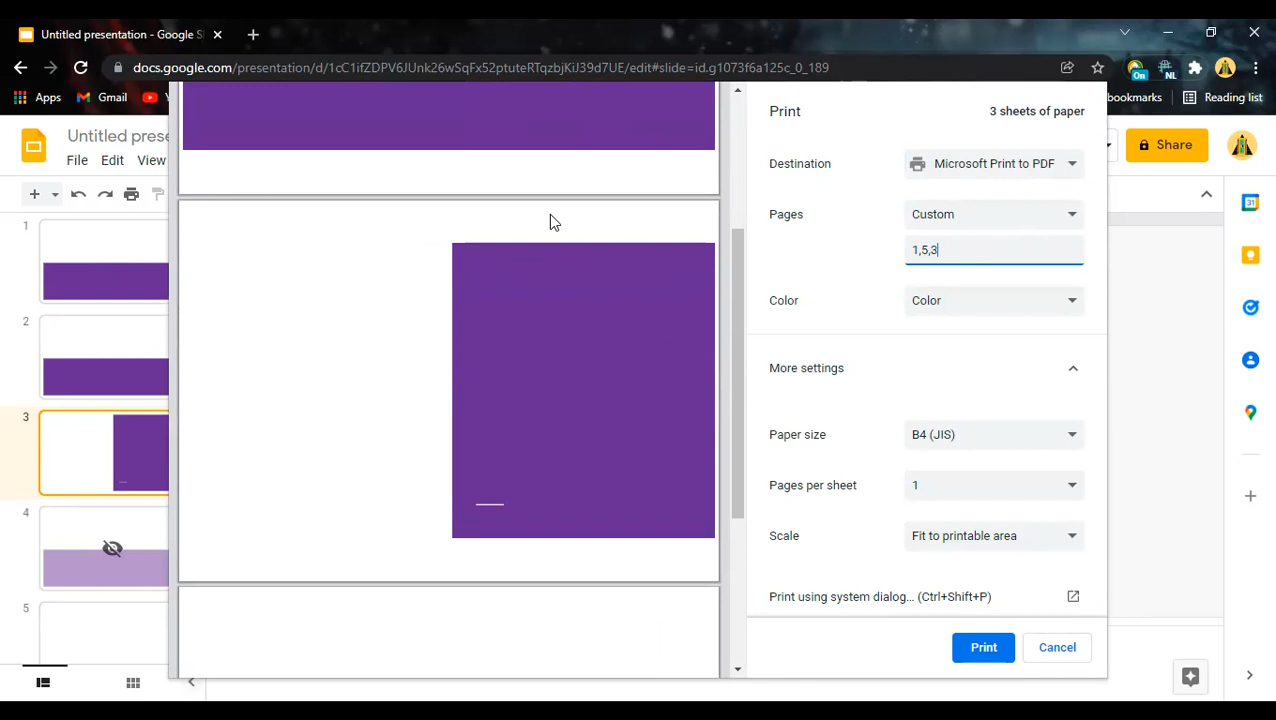 Untitled presentation - Google S
docs.google.com/presentation/d/1cC1ifZDPV6JUnk26wSqFx52ptuteRTqzbjKiJ39d7UE/edit#slide=id.g1073f6a125c_0_189
On
NL
Apps
Gmail
Y
bookmarks
Reading list
Untitled prese
File
Edit
View
Share
1
2
3
4
5
Print
3 sheets of paper
Destination
Microsoft Print to PDF
Pages
Custom
1,5,3
Color
Color
More settings
Paper size
B4 (JIS)
Pages per sheet
1
Scale
Fit to printable area
Print using system dialog... (Ctrl+Shift+P)
Print
Cancel